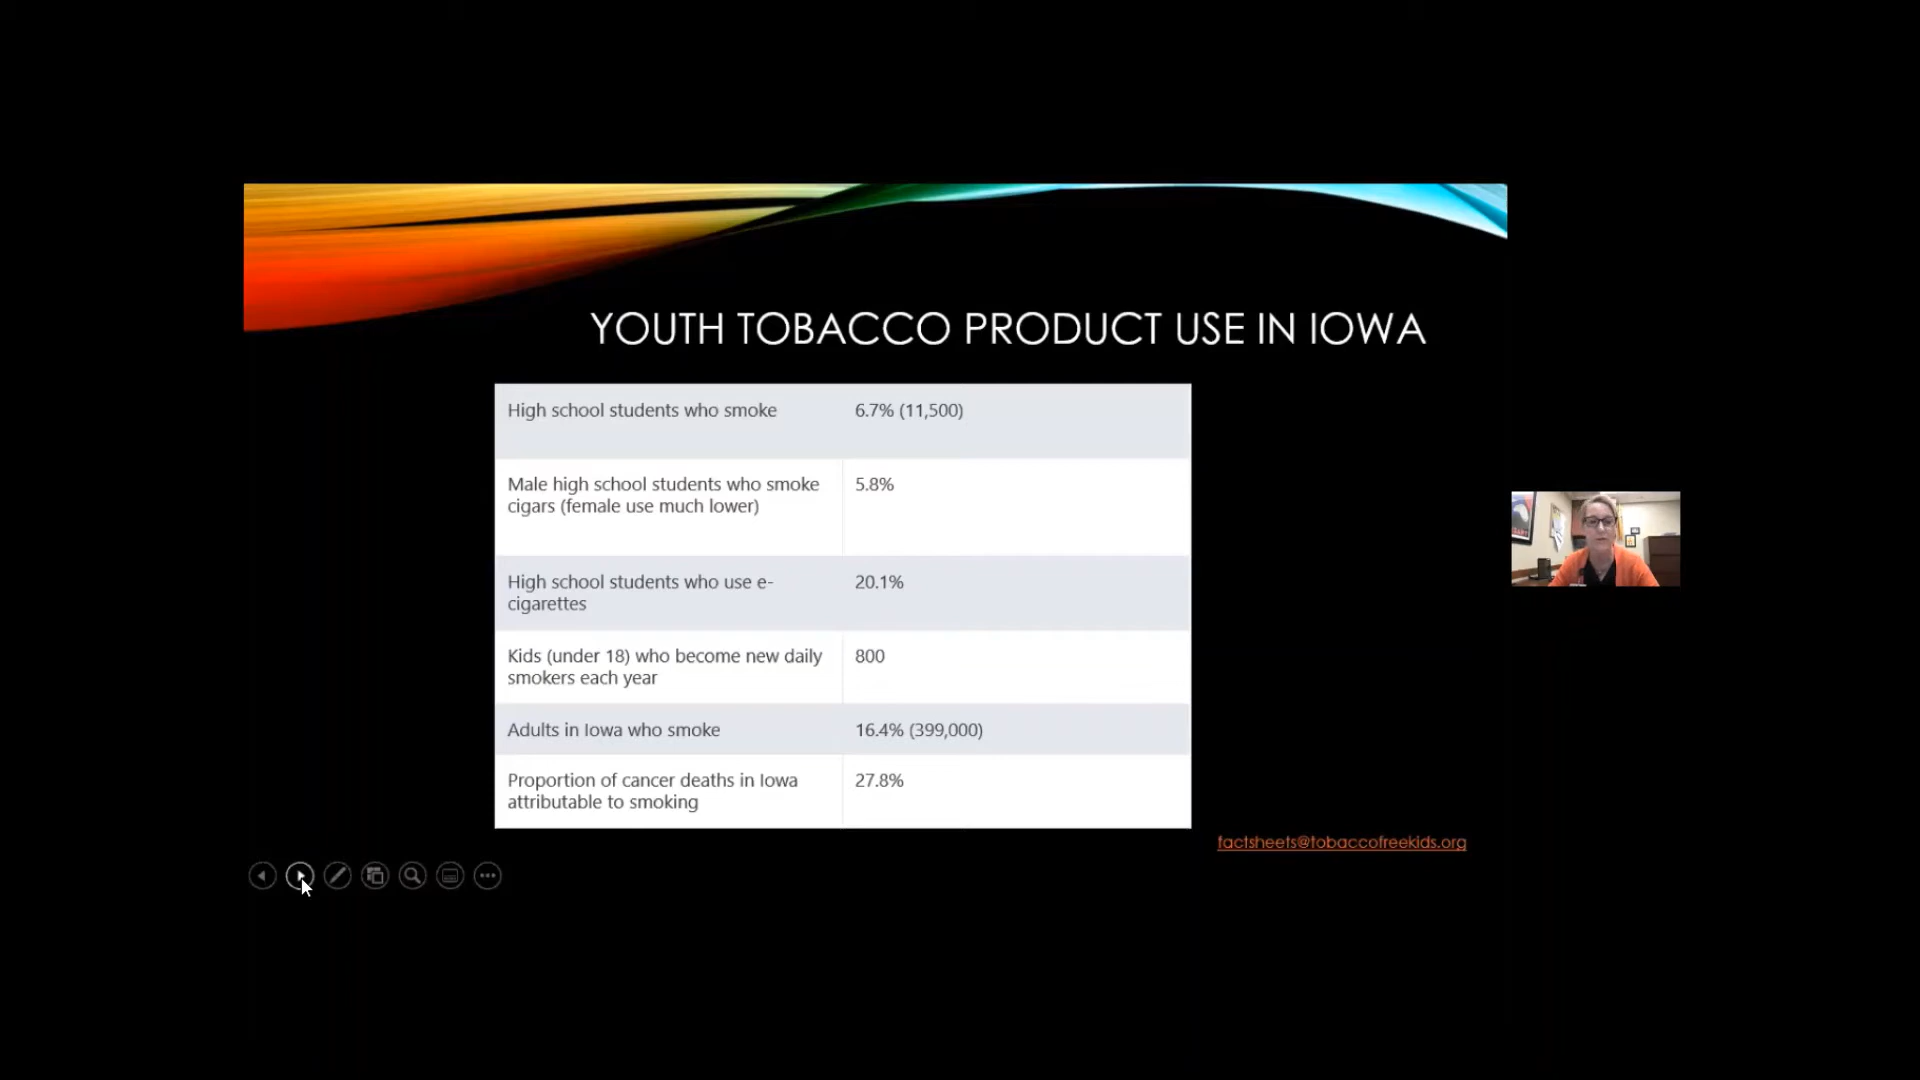 YOUTH TOBACCO PRODUCT USE IN IOWA
High school students who smoke 6.7% (11,500)
Male high school students who smoke 5.8%
cigars (female use much lower)
High school students who use e- 20.1%
cigarettes
Kids (under 18) who become new daily 800
smokers each year
Adults in Iowa who smoke 16.4% (399,000)
Proportion of cancer deaths in Iowa 27.8%
attributable to smoking
factsheets@tobaccofreekids.org